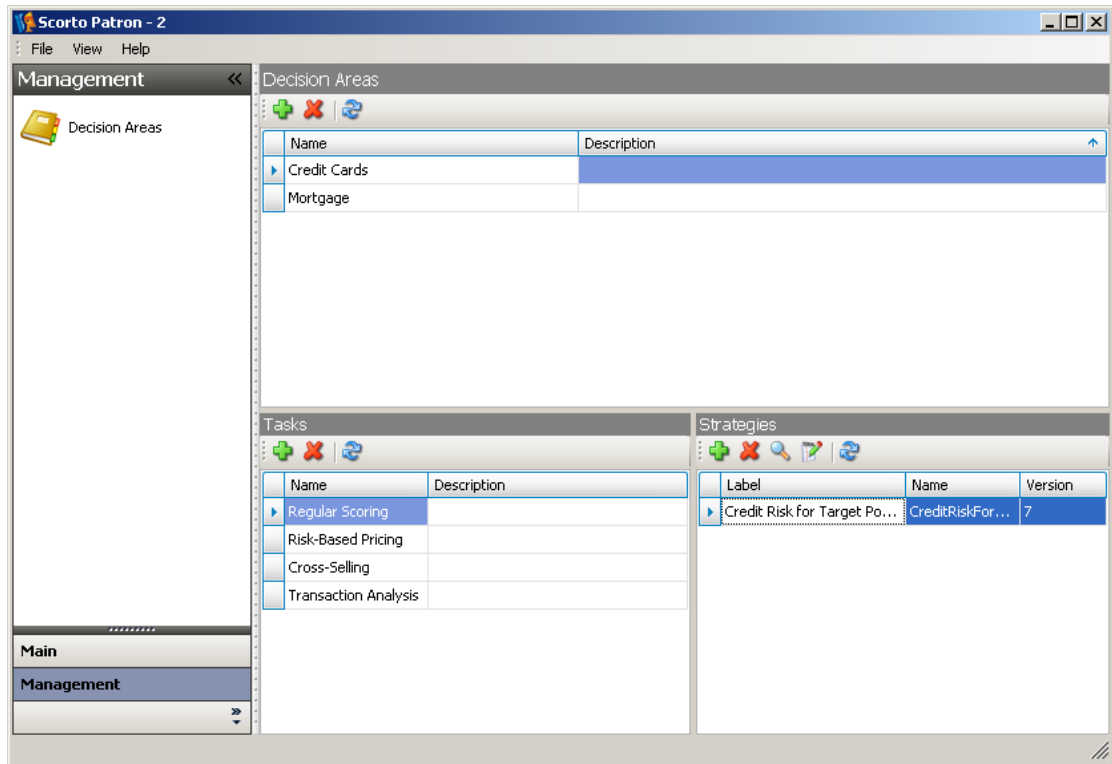 Scorto Patron - 2
File View Help
Management «
Decision Areas
Decision Areas
Name Description
Credit Cards
Mortgage
Tasks
Name Description
Regular Scoring
Risk-Based Pricing
Cross-Selling
Transaction Analysis
Strategies
Label Name Version
Credit Risk for Target Po... CreditRiskFor... 7
Main
Management